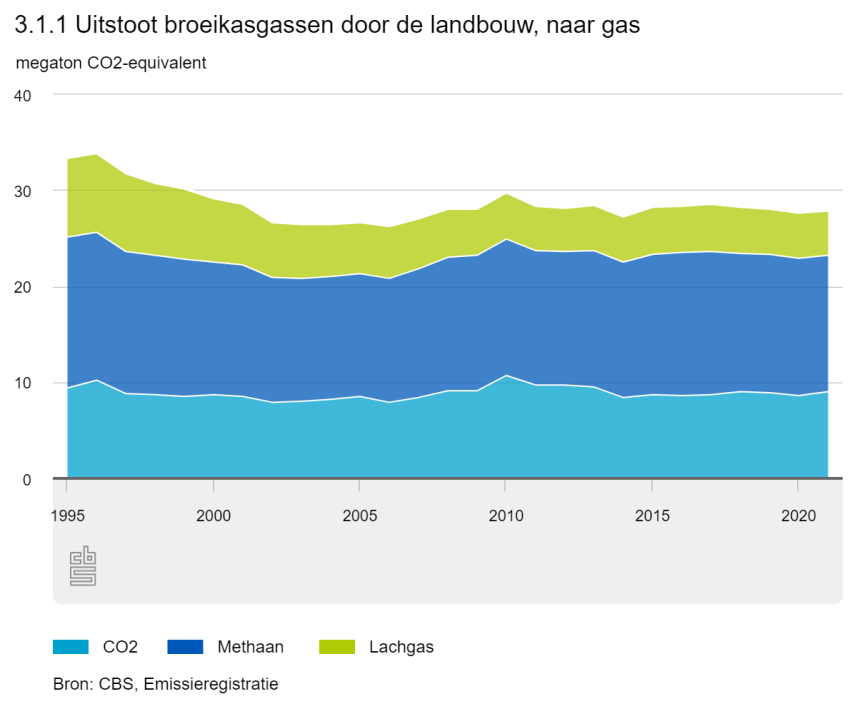 3.1.1 Uitstoot broeikasgassen door de landbouw, naar gas
megaton CO2-equivalent
40
30
20
10
0
1995 2000 2005 2010 2015 2020
cbs
CO2 Methaan Lachgas
Bron: CBS, Emissieregistratie